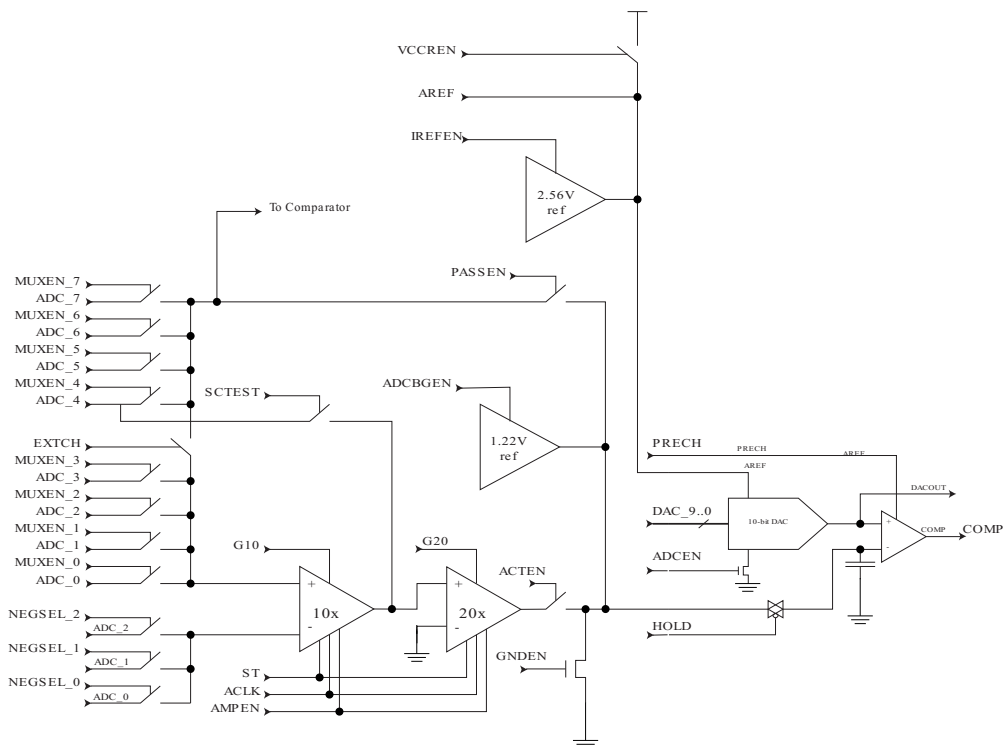 VCCREN
AREF
IREFEN
2.56V
ref
To Comparator
PASSEN
MUXEN_7
ADC_7
MUXEN_6
ADC_6
MUXEN_5
ADC_5
MUXEN_4
ADC_4
SCTEST
ADCBGEN
1.22V
ref
EXTCH
MUXEN_3
ADC_3
MUXEN_2
ADC_2
MUXEN_1
ADC_1
MUXEN_0
ADC_0
PRECH
PRECH
AREF
AREF
DACOUT
DAC_9..0
10-bit DAC
+
-
COMP
COMP
ADCEN
G10
G20
ACTEN
+
10x
-
+
20x
-
NEGSEL_2
ADC_2
NEGSEL_1
ADC_1
NEGSEL_0
ADC_0
HOLD
GNDEN
ST
ACLK
AMPEN